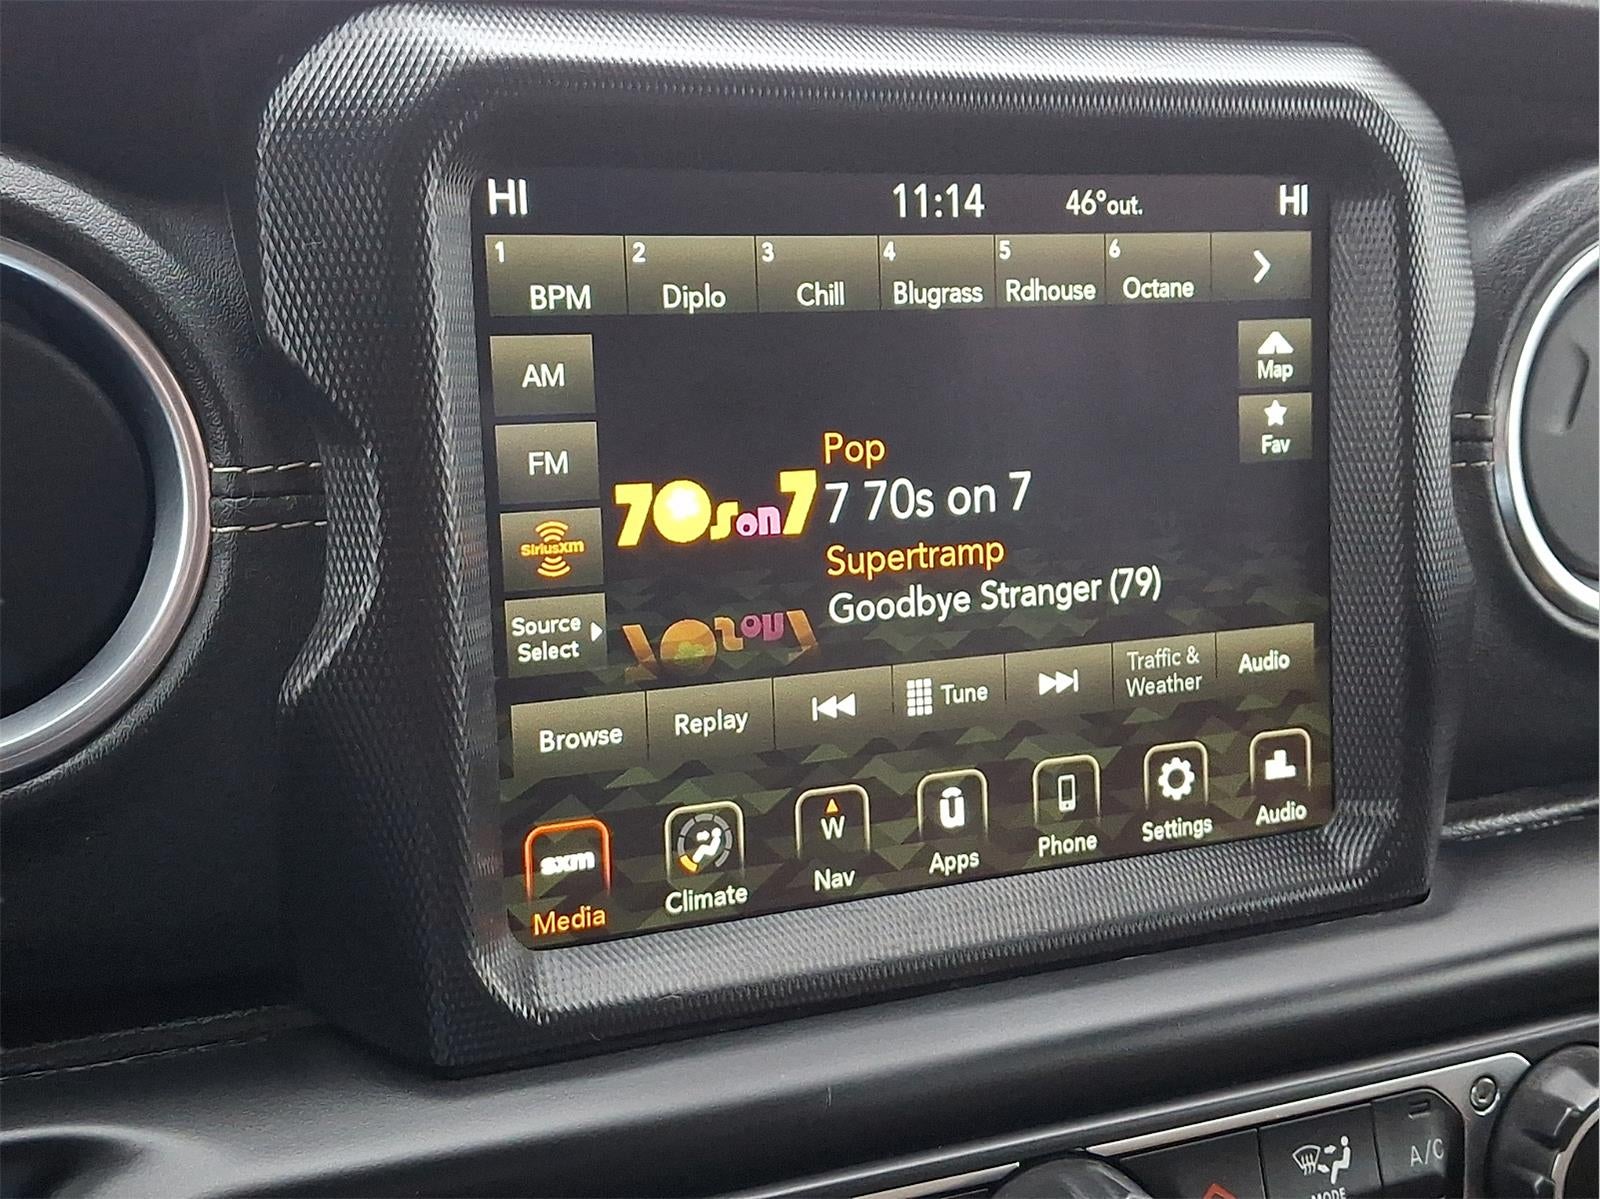 HI 11:14 46°out. HI
1 BPM 2 Diplo 3 Chill 4 Blugrass 5 Rdhouse 6 Octane
AM
Map
FM
Fav
SiriusXM
Source
Select
70s on 7
Pop
7 70s on 7
Supertramp
Goodbye Stranger (79)
Browse Replay Tune
Traffic &
Weather
Audio
sxm
Media
Climate
W
Nav
ū
Apps
Phone
Settings
Audio
MODE
A/C